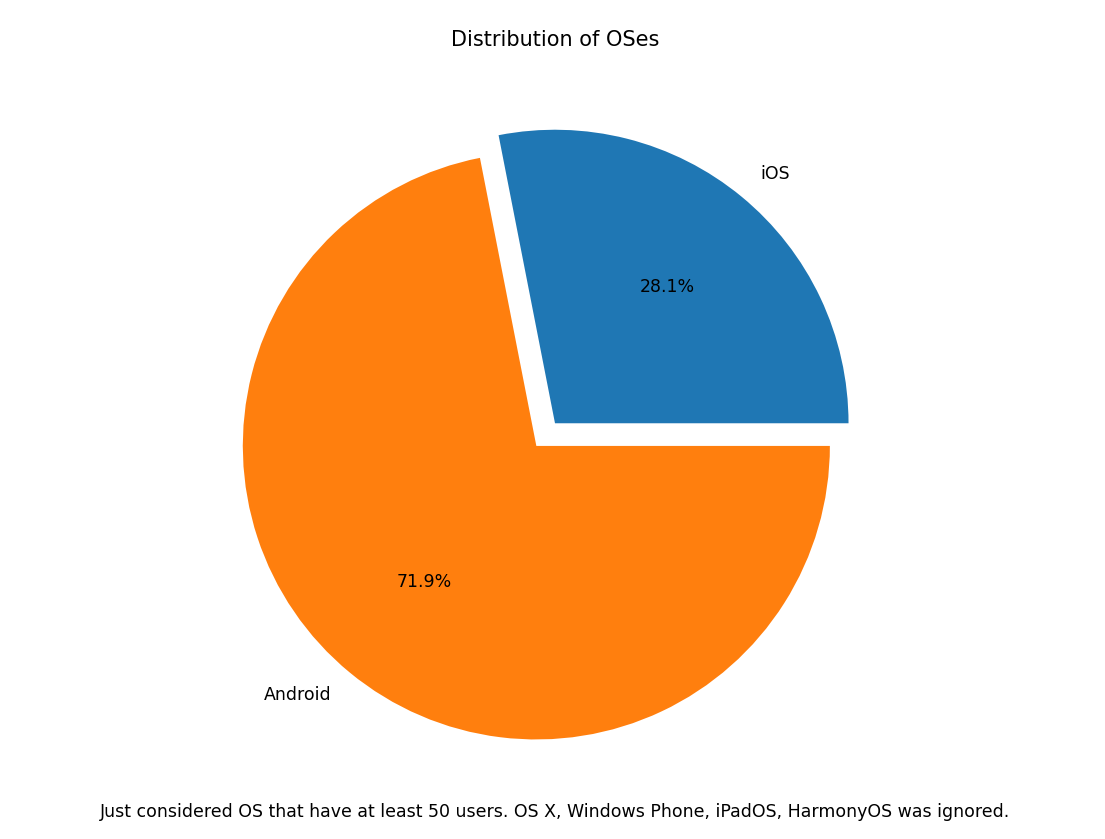 Distribution of OSes
iOS
28.1%
71.9%
Android
Just considered OS that have at least 50 users. OS X, Windows Phone, iPadOS, HarmonyOS was ignored.